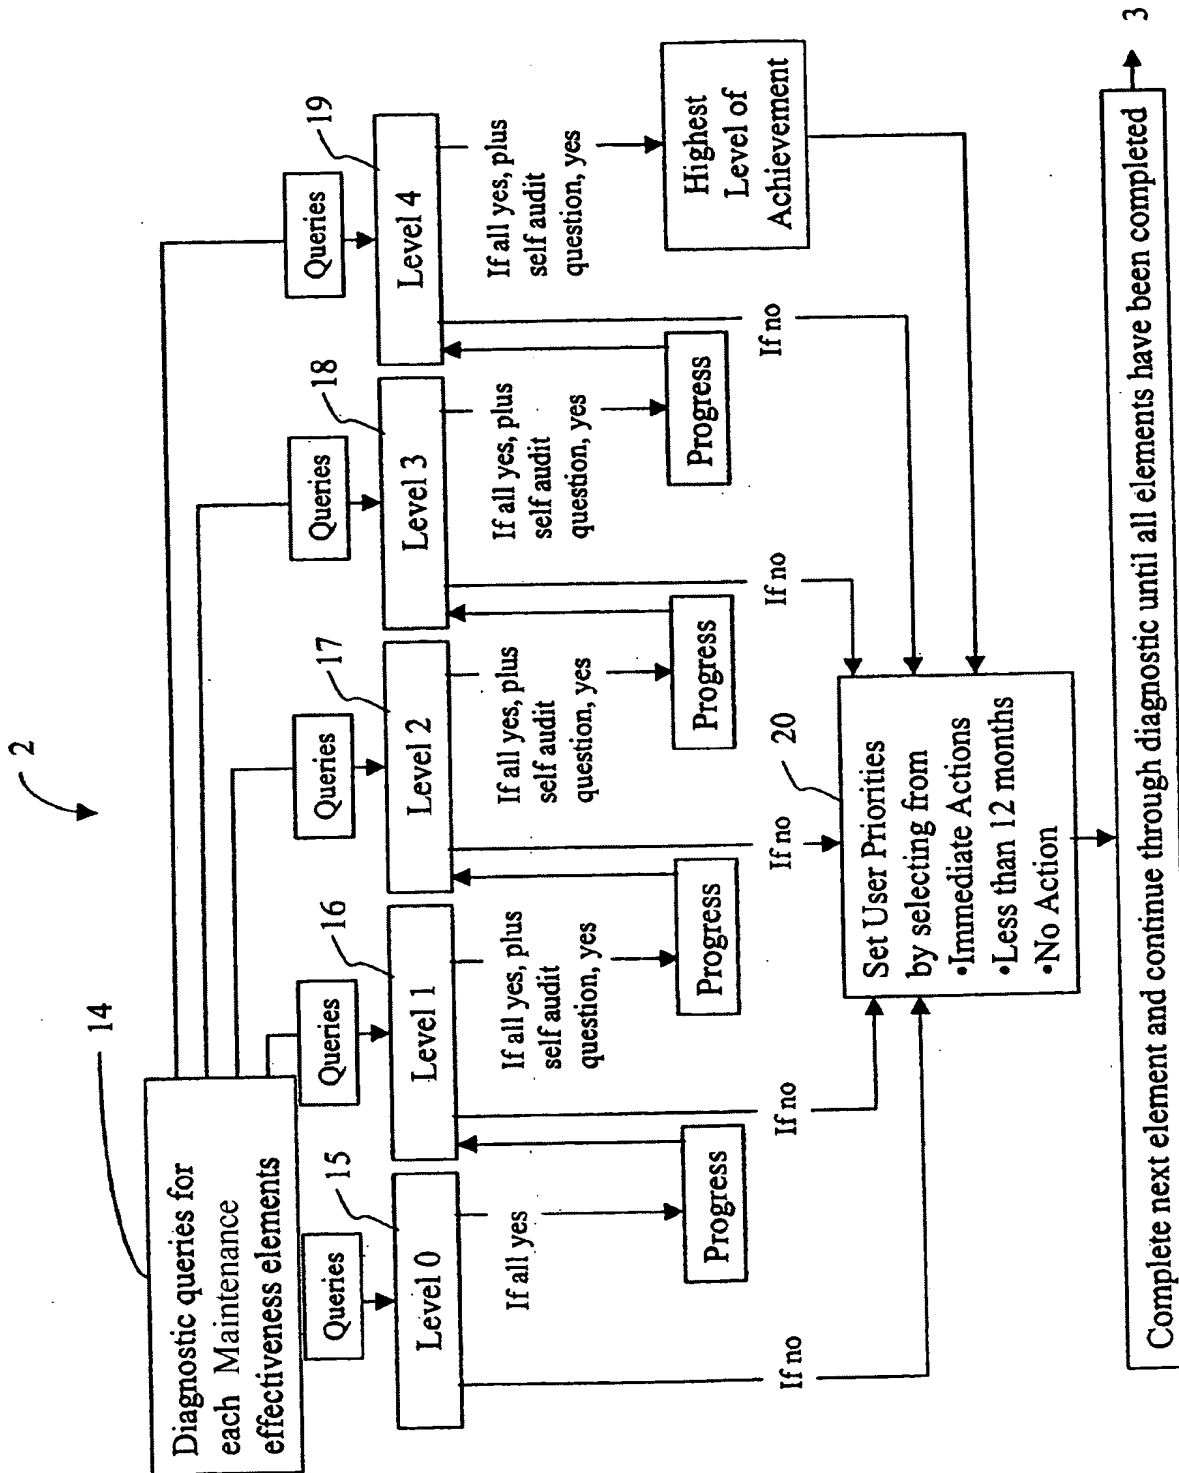 2
14
Diagnostic queries for
each Maintenance
effectiveness elements
Queries
Queries
Queries
Queries
Queries
15
16
17
18
19
Level 0
Level 1
Level 2
Level 3
Level 4
If all yes
If all yes, plus
self audit
question, yes
If all yes, plus
self audit
question, yes
If all yes, plus
self audit
question, yes
If all yes, plus
self audit
question, yes
Progress
Progress
Progress
Progress
Highest
Level of
Achievement
If no
If no
If no
If no
If no
20
Set User Priorities
by selecting from
•Immediate Actions
•Less than 12 months
•No Action
Complete next element and continue through diagnostic until all elements have been completed
3